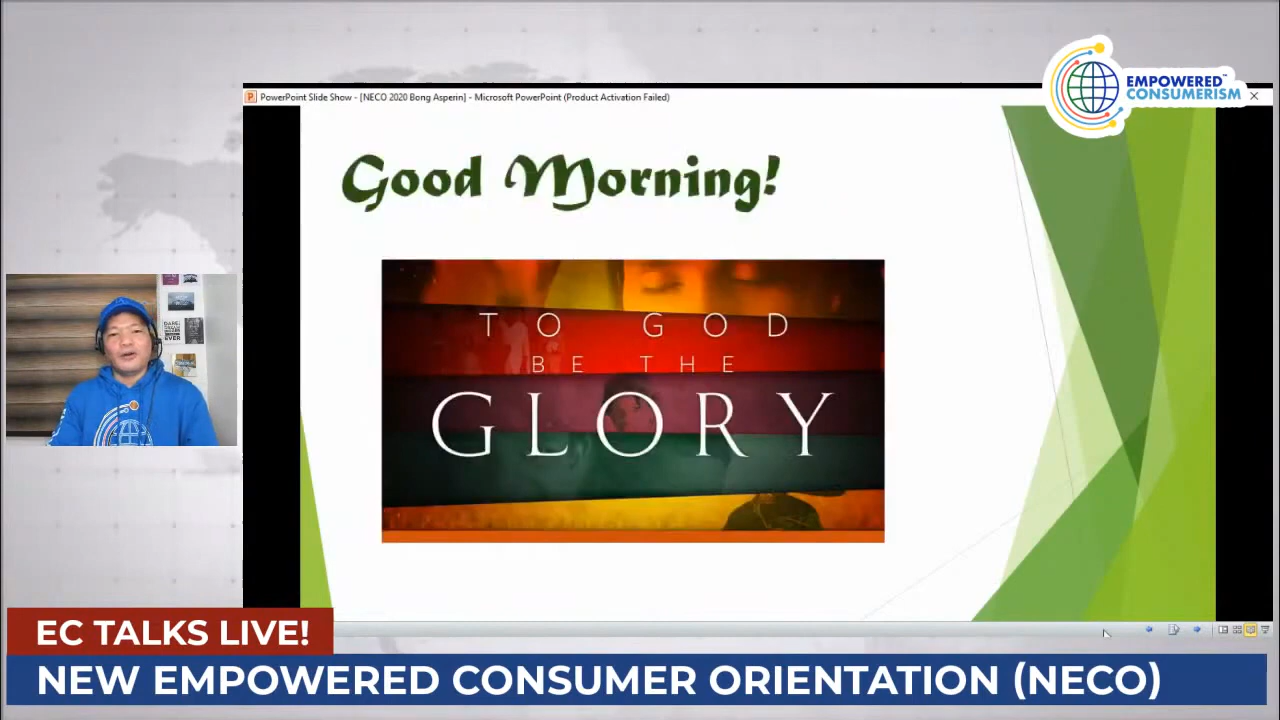 EMPOWERED™
CONSUMERISM
PowerPoint Slide Show - [NECO 2020 Bong Asperin] - Microsoft PowerPoint (Product Activation Failed)
Good Morning!
TO GOD
BE THE
GLORY
EC TALKS LIVE!
NEW EMPOWERED CONSUMER ORIENTATION (NECO)